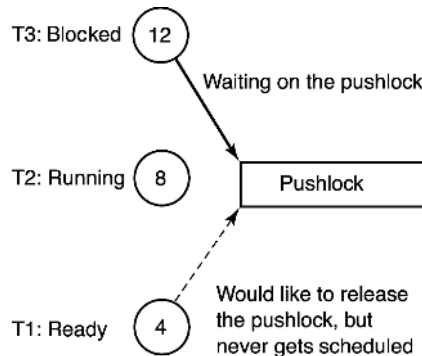 T3: Blocked
12
Waiting on the pushlock
T2: Running
8
Pushlock
T1: Ready
4
Would like to release
the pushlock, but
never gets scheduled